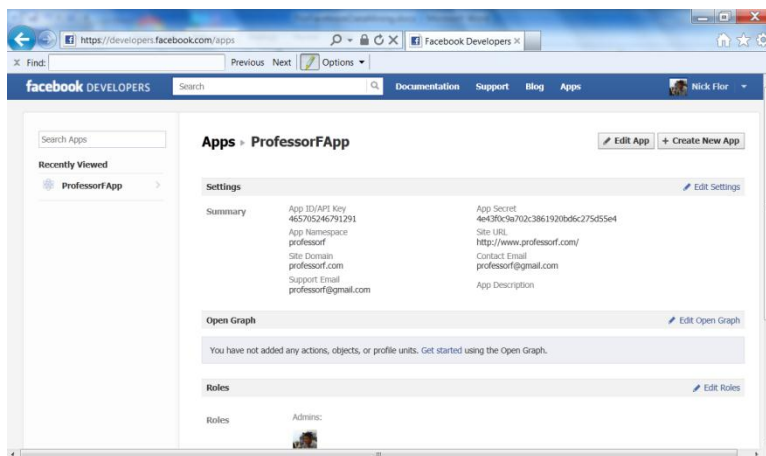 https://developers.facebook.com/apps
Facebook Developers
Find:
Previous Next Options
facebook DEVELOPERS
Search
Documentation Support Blog Apps
Nick Flor
Search Apps
Recently Viewed
ProfessorFApp
Apps ProfessorFApp
Edit App
+ Create New App
Settings
Edit Settings
Summary
App ID/API Key
465705246791291
App Namespace
professorf
Site Domain
professorf.com
Support Email
professorf@gmail.com
App Secret
4e43f0c9a702c3861920bd6c275d55e4
Site URL
http://www.professorf.com/
Contact Email
professorf@gmail.com
App Description
Open Graph
Edit Open Graph
You have not added any actions, objects, or profile units. Get started using the Open Graph.
Roles
Edit Roles
Roles
Admins: